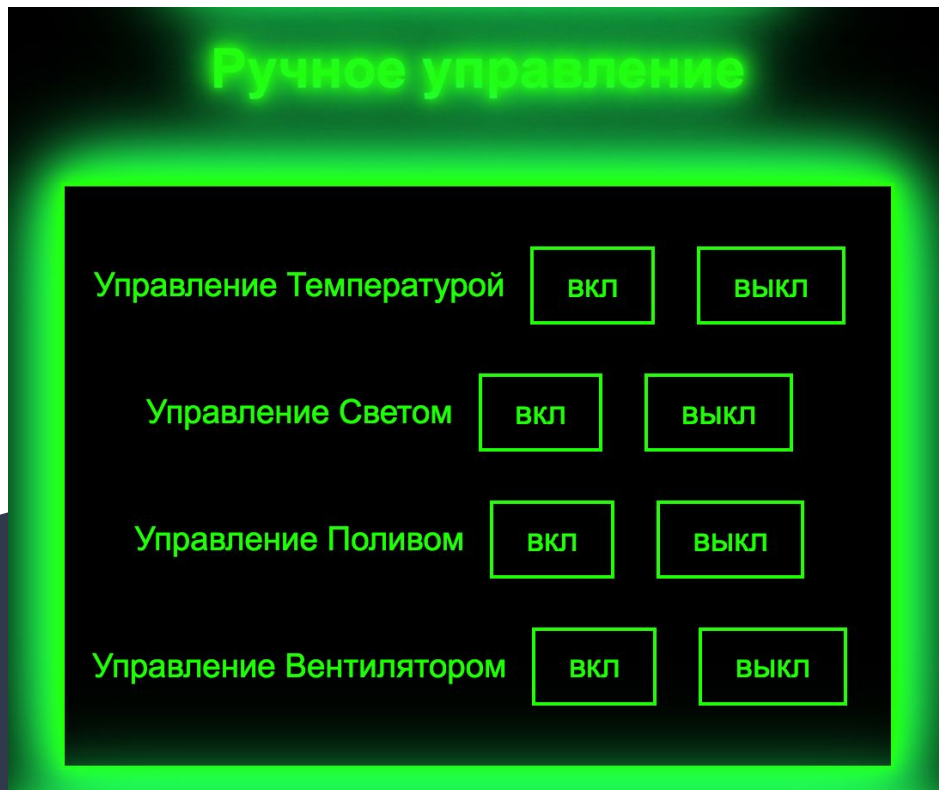 Ручное управление
Управление Температурой вкл выкл
Управление Светом вкл выкл
Управление Поливом вкл выкл
Управление Вентилятором вкл выкл